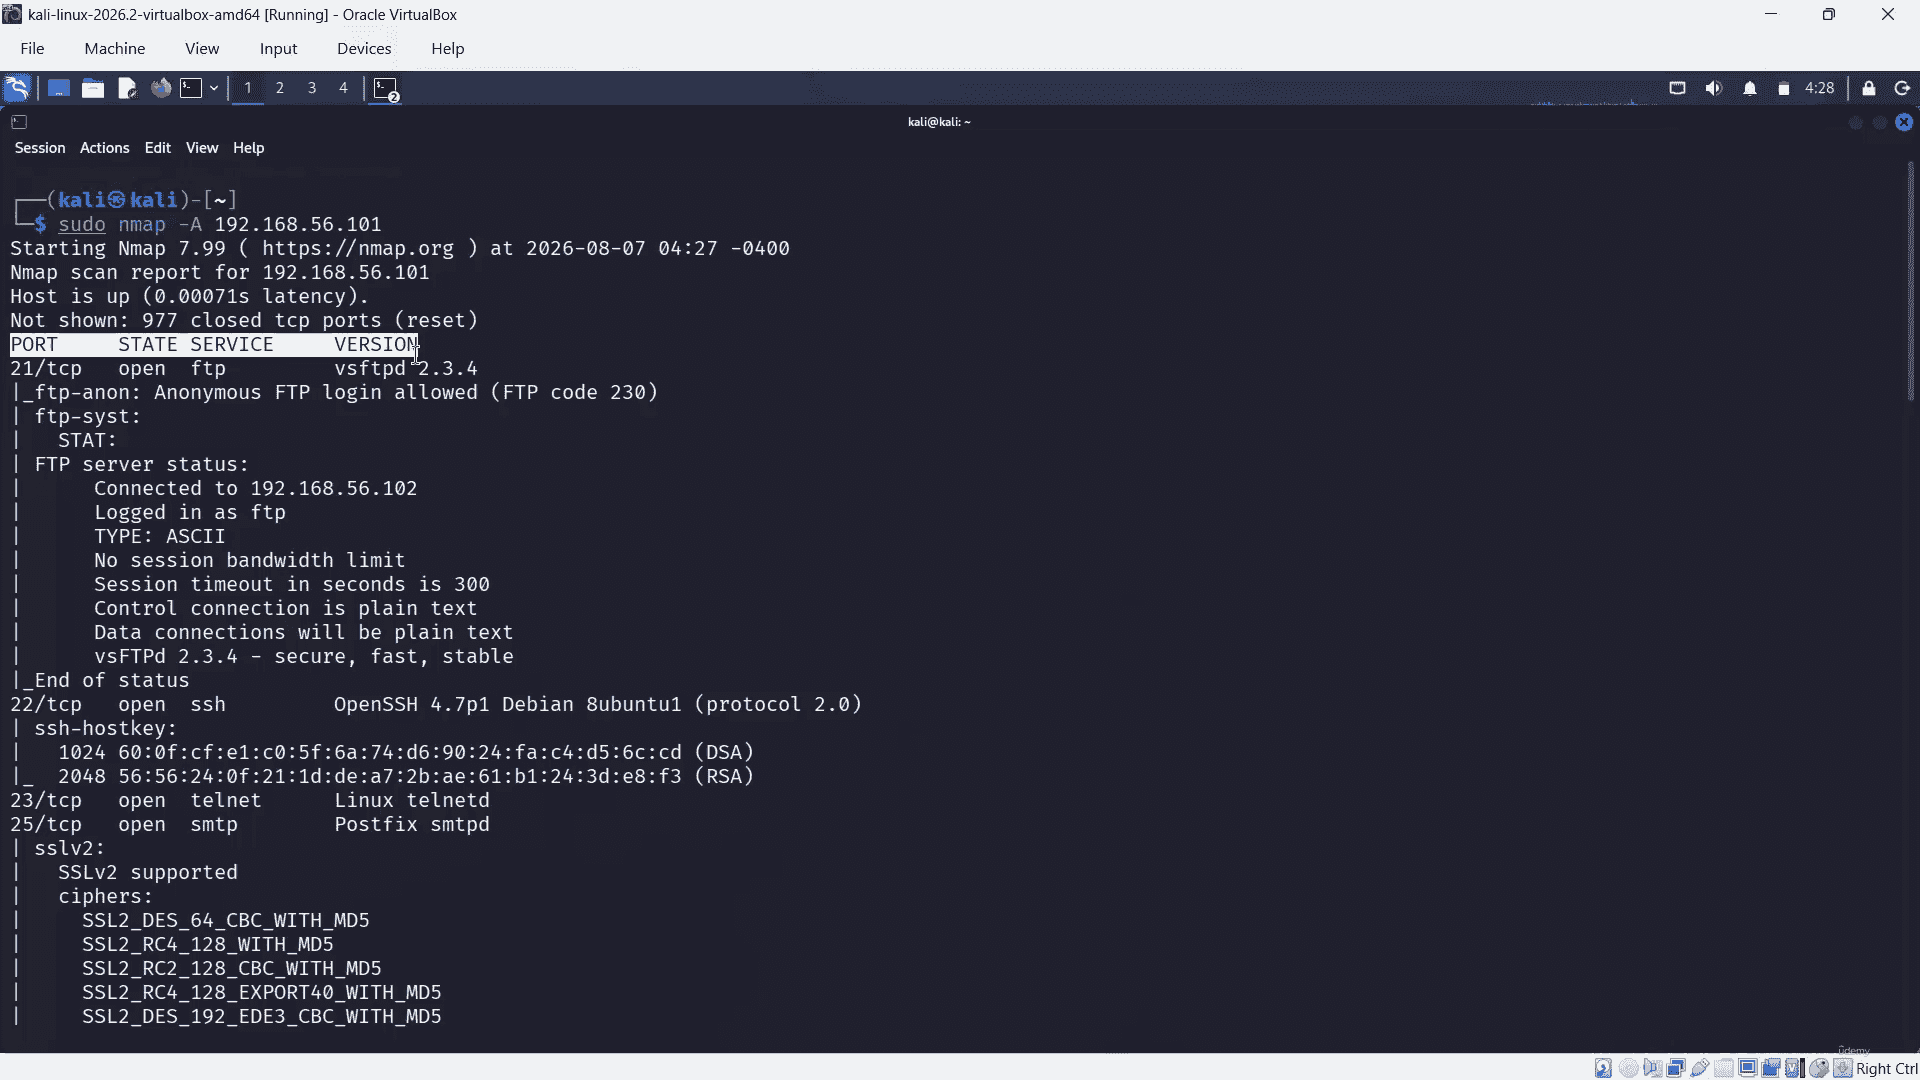 kali-linux-2026.2-virtualbox-amd64 [Running] - Oracle VirtualBox
File Machine View Input Devices Help
1 2 3 4 2 4:28
kali@kali: ~
Session Actions Edit View Help
┌──(kali㉿kali)-[~]
└─$ sudo nmap -A 192.168.56.101
Starting Nmap 7.99 ( https://nmap.org ) at 2026-08-07 04:27 -0400
Nmap scan report for 192.168.56.101
Host is up (0.00071s latency).
Not shown: 977 closed tcp ports (reset)
PORT     STATE SERVICE     VERSION
21/tcp   open  ftp         vsftpd 2.3.4
|_ftp-anon: Anonymous FTP login allowed (FTP code 230)
| ftp-syst:
|   STAT:
| FTP server status:
|      Connected to 192.168.56.102
|      Logged in as ftp
|      TYPE: ASCII
|      No session bandwidth limit
|      Session timeout in seconds is 300
|      Control connection is plain text
|      Data connections will be plain text
|      vsFTPd 2.3.4 - secure, fast, stable
|_End of status
22/tcp   open  ssh         OpenSSH 4.7p1 Debian 8ubuntu1 (protocol 2.0)
| ssh-hostkey:
|   1024 60:0f:cf:e1:c0:5f:6a:74:d6:90:24:fa:c4:d5:6c:cd (DSA)
|_  2048 56:56:24:0f:21:1d:de:a7:2b:ae:61:b1:24:3d:e8:f3 (RSA)
23/tcp   open  telnet      Linux telnetd
25/tcp   open  smtp        Postfix smtpd
| sslv2:
|   SSLv2 supported
|   ciphers:
|     SSL2_DES_64_CBC_WITH_MD5
|     SSL2_RC4_128_WITH_MD5
|     SSL2_RC2_128_CBC_WITH_MD5
|     SSL2_RC4_128_EXPORT40_WITH_MD5
|     SSL2_DES_192_EDE3_CBC_WITH_MD5
ûdemy
Right Ctrl